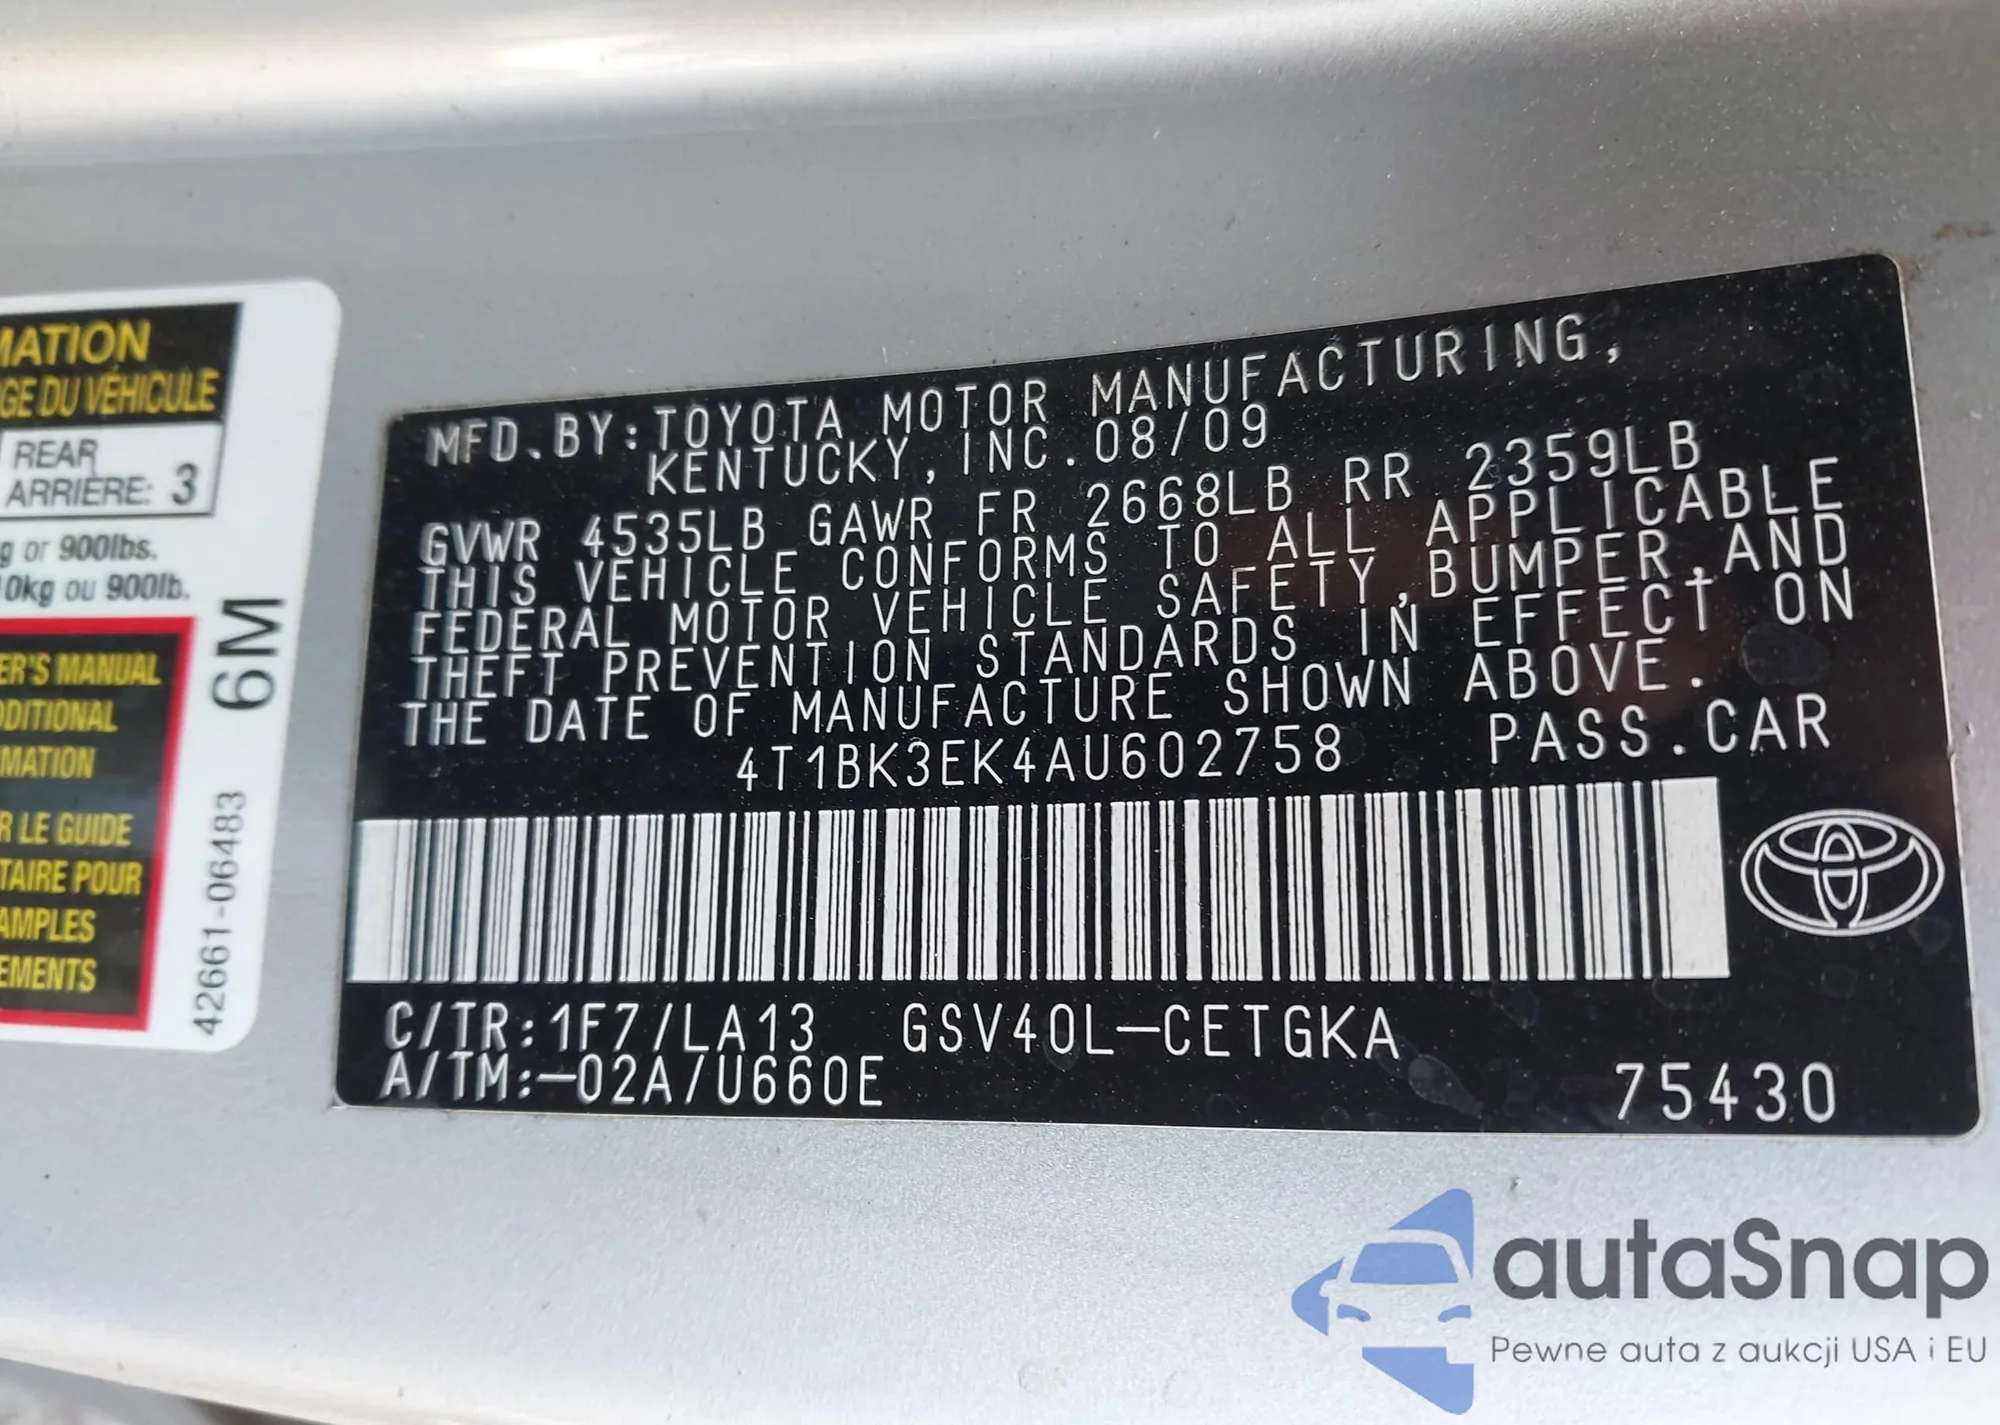 MATION
GE DU VÉHICULE
REAR
ARRIÈRE: 3
g or 900lbs.
0kg ou 900lb.
ER'S MANUAL
DDITIONAL
MATION
R LE GUIDE
TAIRE POUR
AMPLES
EMENTS
6M
42661-06483
MFD.BY:TOYOTA MOTOR MANUFACTURING,
KENTUCKY,INC.08/09
GVWR 4535LB GAWR FR 2668LB RR 2359LB
THIS VEHICLE CONFORMS TO ALL APPLICABLE
FEDERAL MOTOR VEHICLE SAFETY,BUMPER,AND
THEFT PREVENTION STANDARDS IN EFFECT ON
THE DATE OF MANUFACTURE SHOWN ABOVE.
4T1BK3EK4AU602758 PASS.CAR
C/TR:1F7/LA13 GSV40L-CETGKA
A/TM:-02A/U660E 75430
autaSnap
Pewne auta z aukcji USA i EU